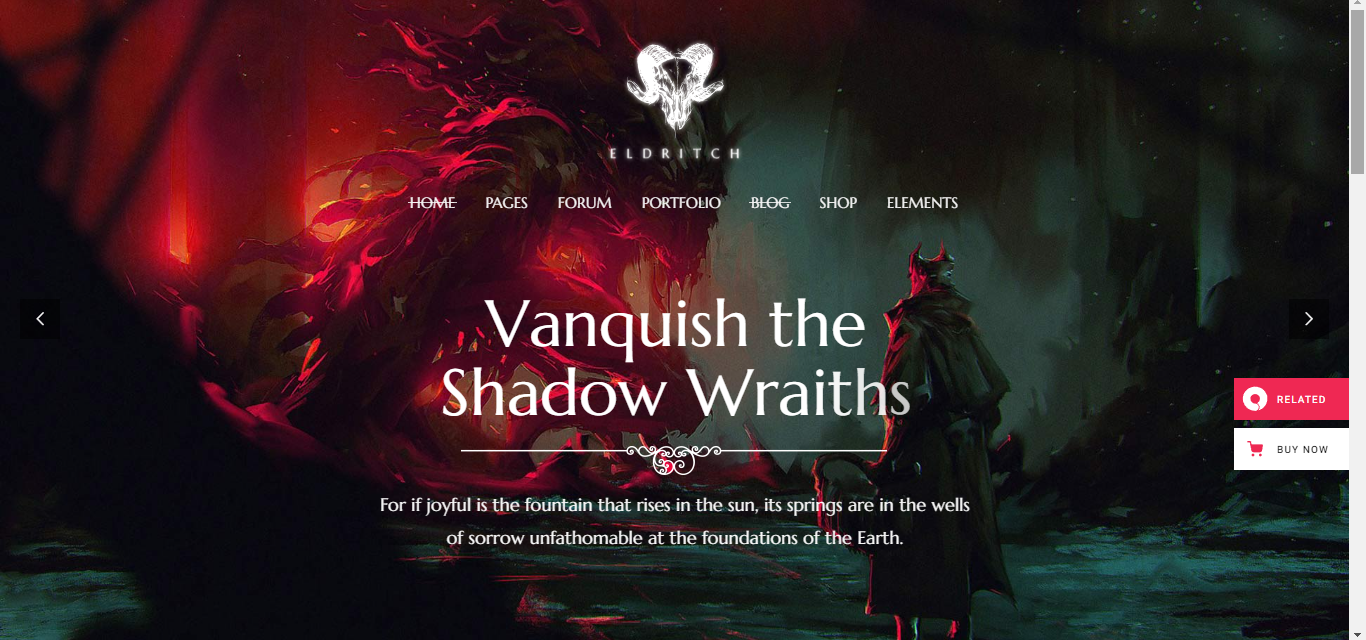 ELDRITCH
HOME PAGES FORUM PORTFOLIO BLOG SHOP ELEMENTS
Vanquish the
Shadow Wraiths
RELATED
BUY NOW
For if joyful is the fountain that rises in the sun, its springs are in the wells
of sorrow unfathomable at the foundations of the Earth.